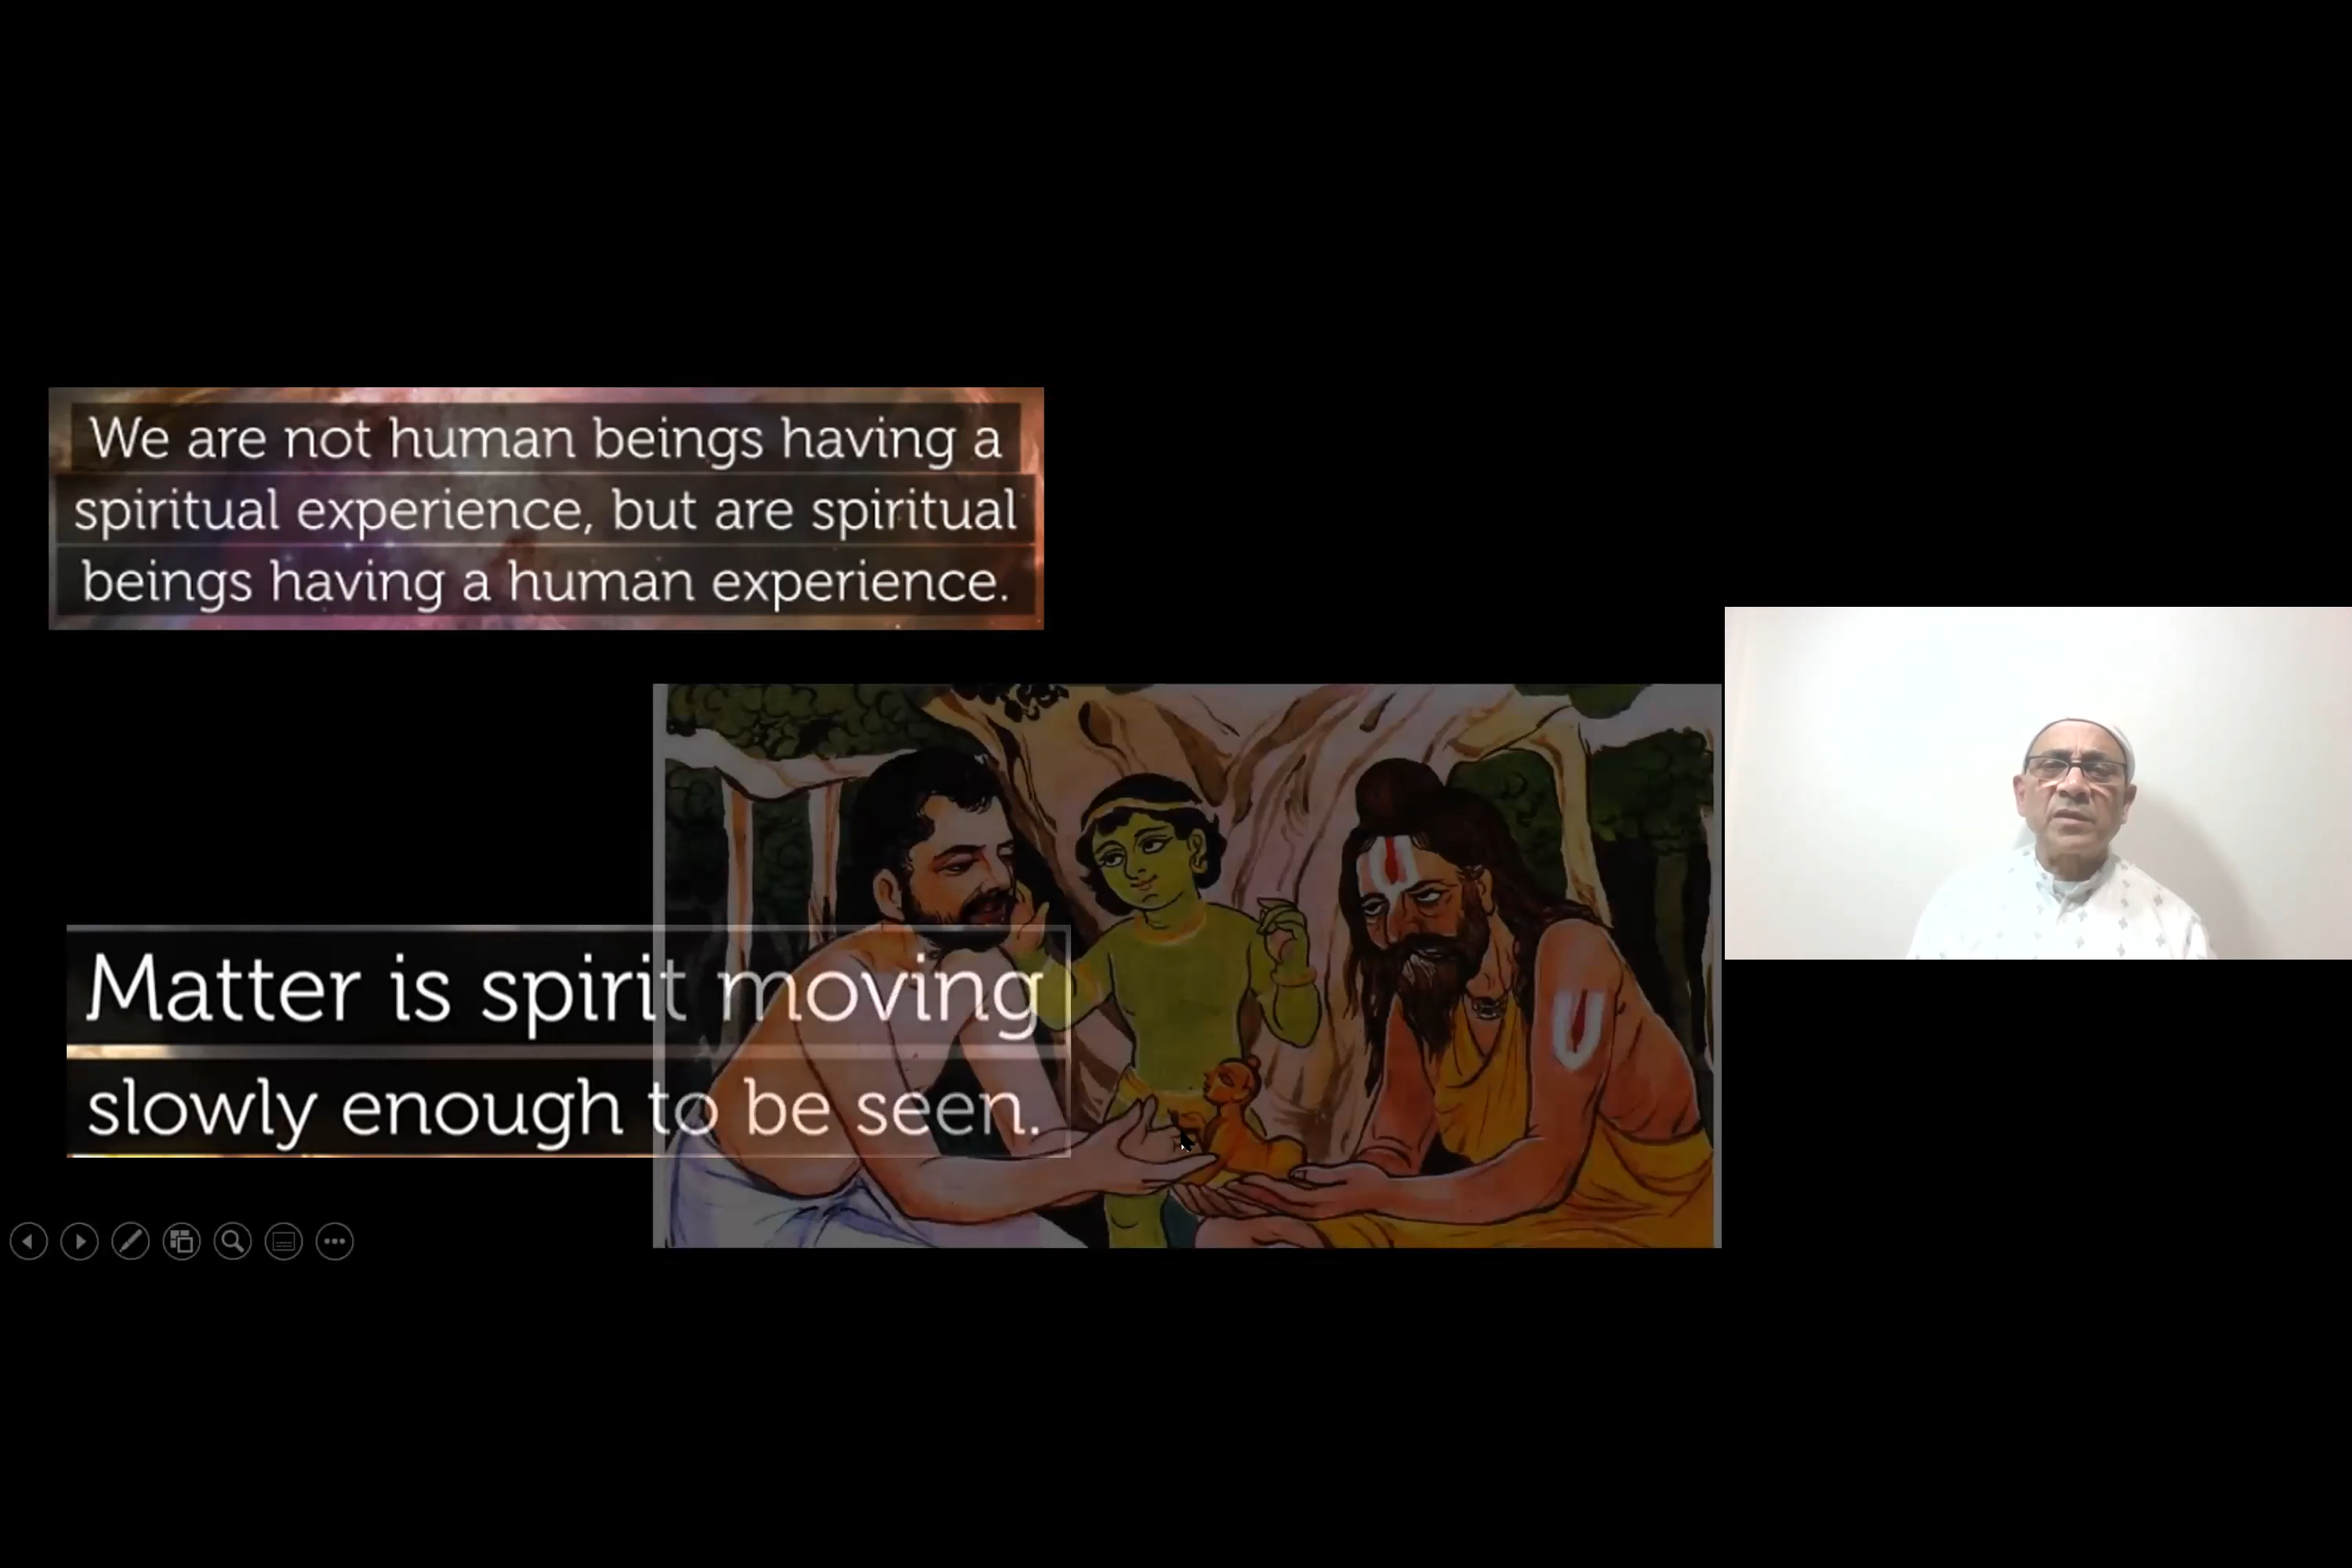 We are not human beings having a
spiritual experience, but are spiritual
beings having a human experience.
Matter is spirit moving
slowly enough to be seen.